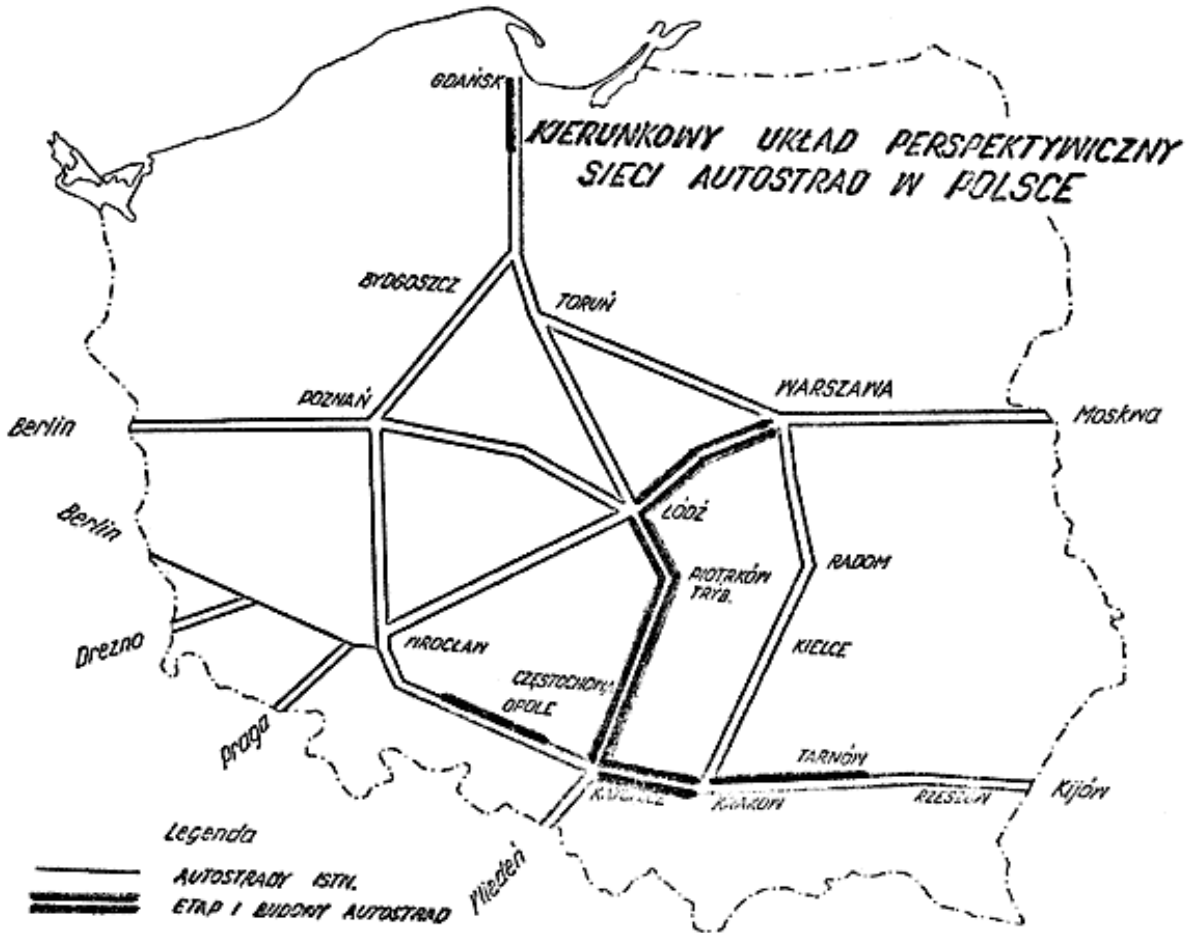 GDAŃSK
KIERUNKOWY UKŁAD PERSPEKTYWICZNY
SIECI AUTOSTRAD W POLSCE
BYDGOSZCZ
TORUŃ
POZNAŃ
WARSZAWA
Berlin
Moskwa
ŁÓDŹ
Berlin
RADOM
PIOTRKÓW
TRYB.
Drezno
WROCŁAW
KIELCE
CZĘSTOCHOWA
OPOLE
Praga
TARNÓW
KATOWICE
KRAKÓW
RZESZÓW
Kijów
Wiedeń
Legenda
AUTOSTRADY ISTN.
ETAP I BUDOWY AUTOSTRAD